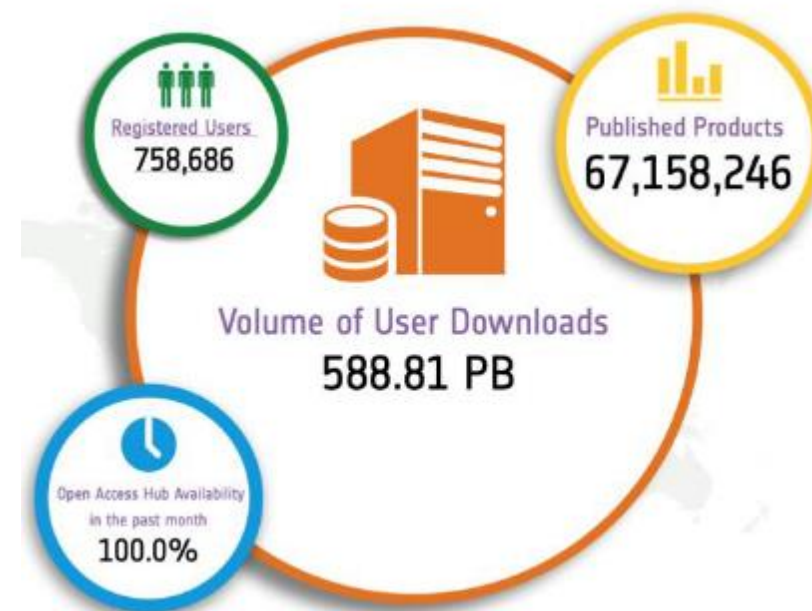 Registered Users
758,686
Published Products
67,158,246
Volume of User Downloads
588.81 PB
Open Access Hub Availability
in the past month
100.0%